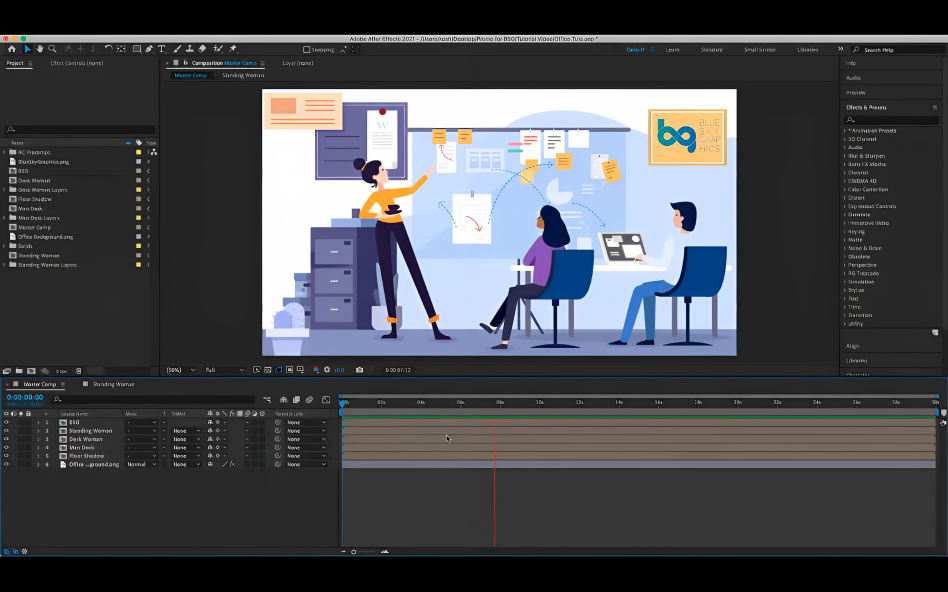 Adobe After Effects 2021 – /Users/kosh/Desktop/Promo for BSG/Tutorial Video/Office Tuto.aep *
Snapping
Default
Learn
Standard
Small Screen
Libraries
Search Help
Project
Effect Controls (none)
Composition Master Comp
Layer (none)
Master Comp
Standing Woman
Name
Type
AC Precomps
BlueSkyGraphics.png
BSG
Desk Woman
Desk Woman Layers
Floor Shadow
Man Desk
Man Desk Layers
Master Comp
Office Background.png
Solids
Standing Woman
Standing Woman Layers
8 bpc
W
BLUE
SKY
GRAP
HICS
(50%)
Full
+0.0
0:00:07:12
Info
Audio
Preview
Effects & Presets
* Animation Presets
3D Channel
Audio
Blur & Sharpen
Boris FX Mocha
Channel
CINEMA 4D
Color Correction
Distort
Expression Controls
Generate
Immersive Video
Keying
Matte
Noise & Grain
Obsolete
Perspective
RG Trapcode
Simulation
Stylize
Text
Time
Transition
Utility
Align
Libraries
Master Comp
Standing Woman
0:00:00:00
02s
04s
06s
08s
10s
12s
14s
16s
18s
20s
22s
24s
26s
28s
30s
#
Source Name
Mode
T
TrkMat
Parent & Link
1
BSG
None
2
Standing Woman
None
None
3
Desk Woman
None
None
4
Man Desk
None
None
5
Floor Shadow
None
None
6
Office ...ground.png
Normal
None
None